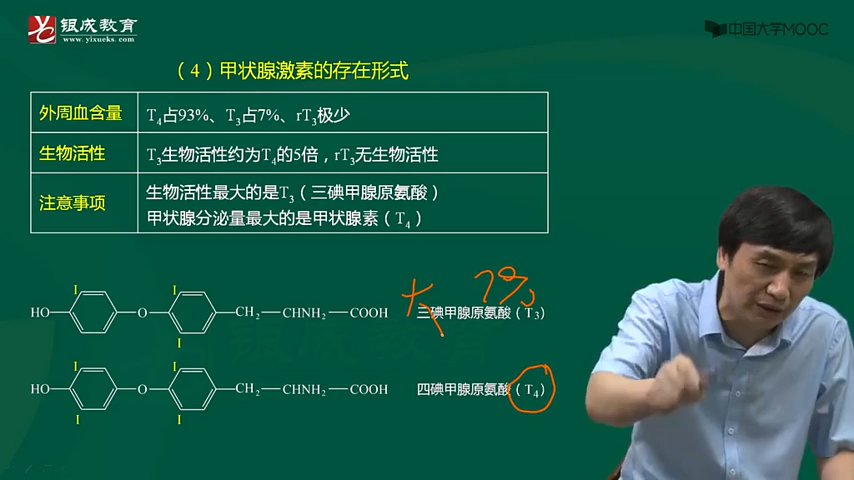 银成教育
www.yixueks.com
中国大学MOOC
（4）甲状腺激素的存在形式
外周血含量 T₄占93%、T₃占7%、rT₃极少
生物活性 T₃生物活性约为T₄的5倍，rT₃无生物活性
注意事项 生物活性最大的是T₃（三碘甲腺原氨酸）
甲状腺分泌量最大的是甲状腺素（T₄）
大 7%
I I
HO O CH₂—CHNH₂—COOH 三碘甲腺原氨酸（T₃）
I
银成教
I I
HO O CH₂—CHNH₂—COOH 四碘甲腺原氨酸（T₄）
I I